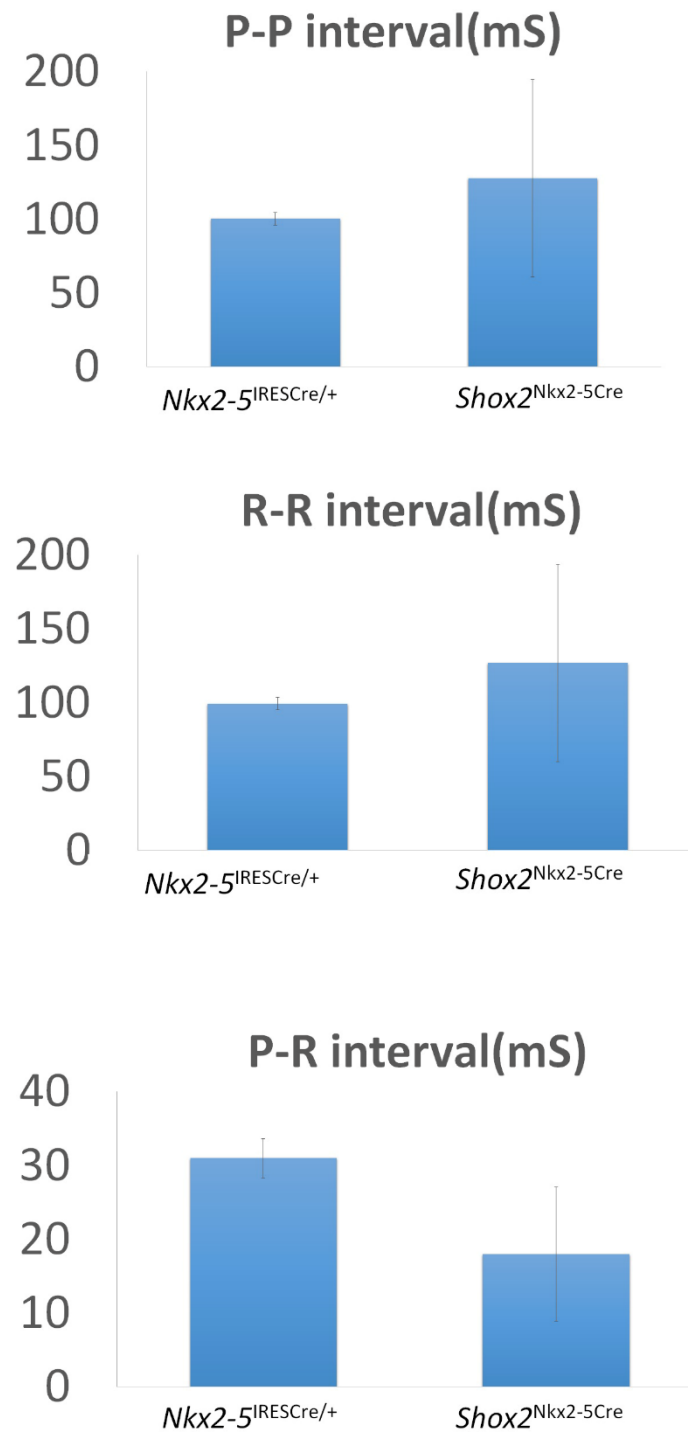 P-P interval(mS)
200
150
100
50
0
Nkx2-5IRESCre/+ Shox2Nkx2-5Cre
R-R interval(mS)
200
150
100
50
0
Nkx2-5IRESCre/+ Shox2Nkx2-5Cre
P-R interval(mS)
40
30
20
10
0
Nkx2-5IRESCre/+ Shox2Nkx2-5Cre